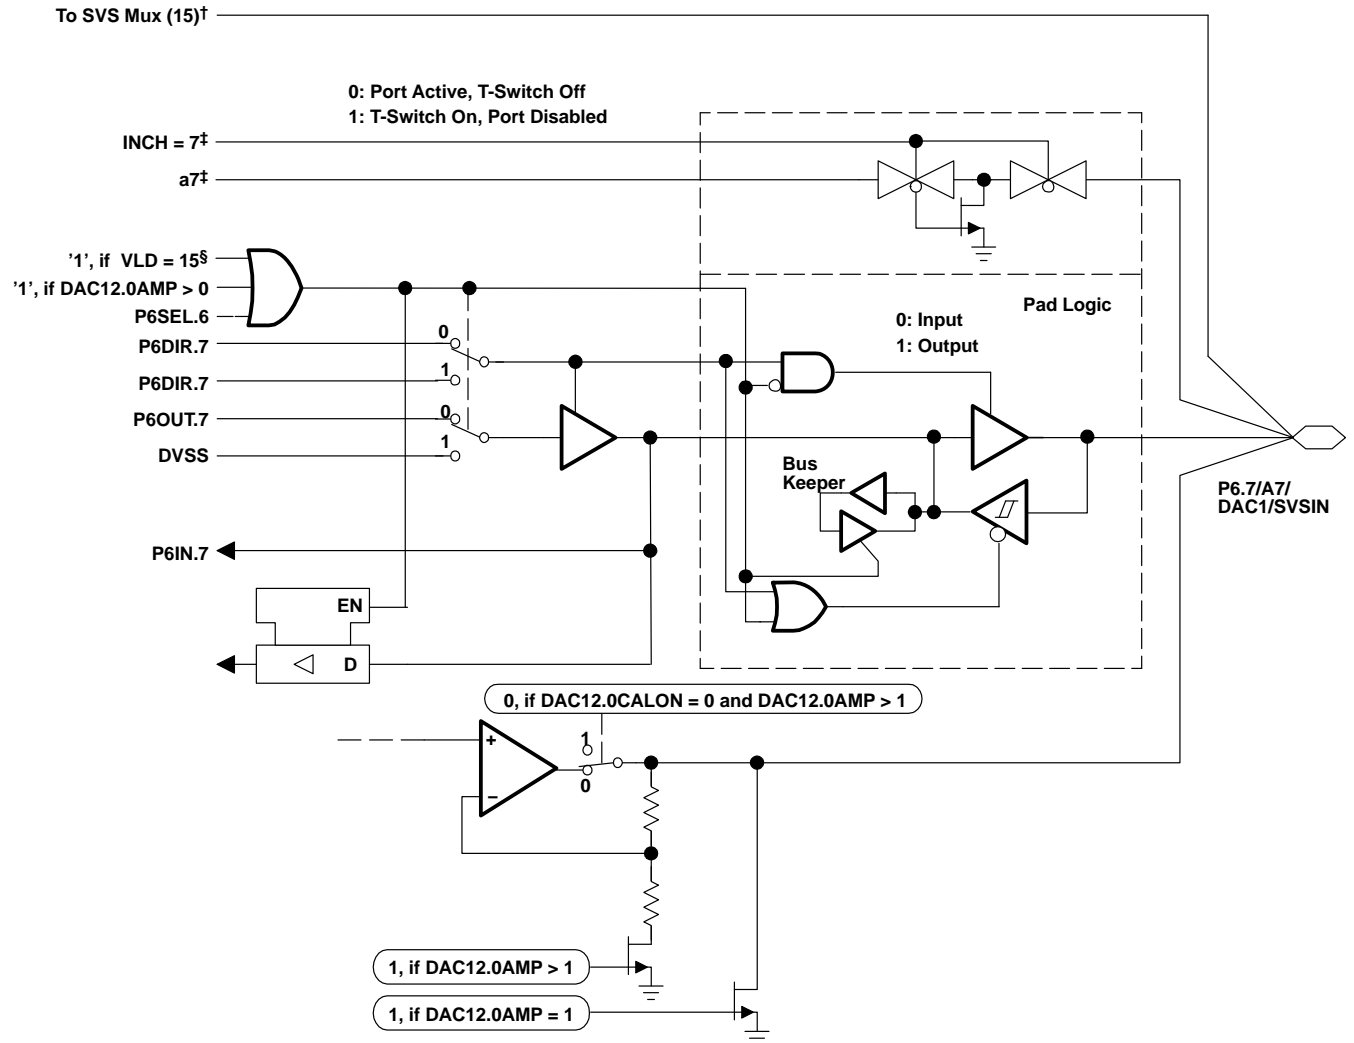 To SVS Mux (15)†
0: Port Active, T-Switch Off
1: T-Switch On, Port Disabled
INCH = 7‡
a7‡
'1', if VLD = 15§
'1', if DAC12.0AMP > 0
P6SEL.6
P6DIR.7
0
P6DIR.7
1
P6OUT.7
0
DVSS
1
Pad Logic
0: Input
1: Output
Bus
Keeper
P6.7/A7/
DAC1/SVSIN
P6IN.7
EN
D
0, if DAC12.0CALON = 0 and DAC12.0AMP > 1
+
−
1
0
1, if DAC12.0AMP > 1
1, if DAC12.0AMP = 1